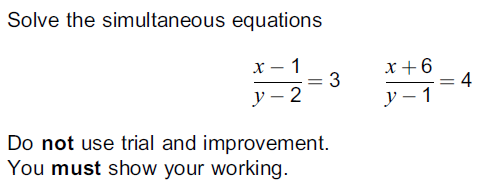 Solve the simultaneous equations
x – 1 / y – 2 = 3    x + 6 / y – 1 = 4
Do not use trial and improvement.
You must show your working.